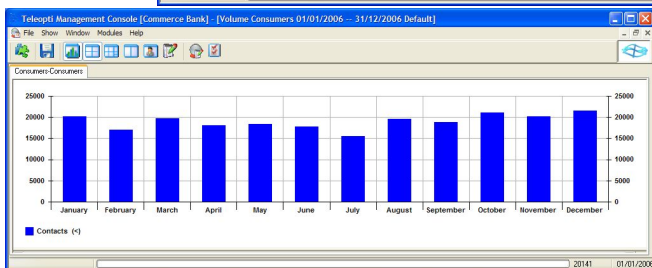 Teleopti Management Console [Commerce Bank] - [Volume Consumers 01/01/2006 -- 31/12/2006 Default]
File Show Window Modules Help
Consumers-Consumers
25000 25000
20000 20000
15000 15000
10000 10000
5000 5000
0 0
January February March April May June July August September October November December
Contacts (<)
20141 01/01/2006